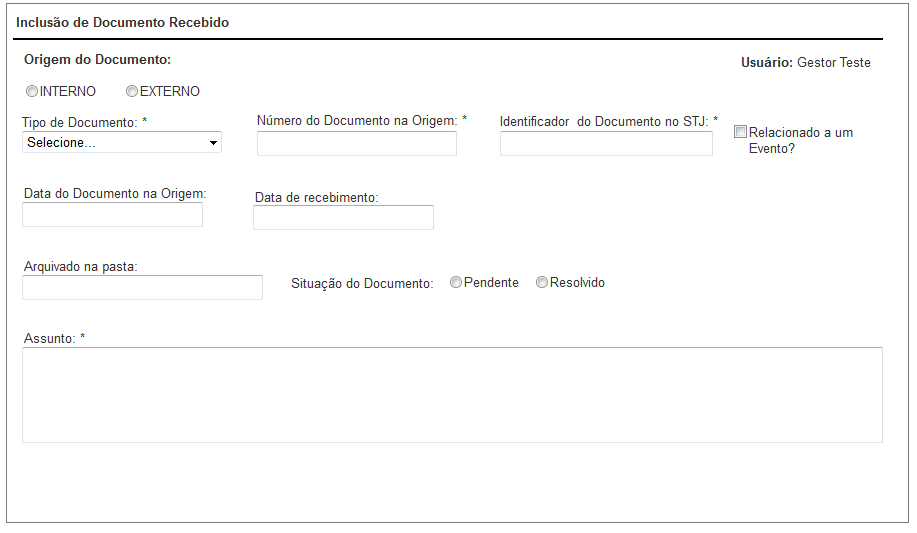 Inclusão de Documento Recebido
Origem do Documento:
Usuário: Gestor Teste
INTERNO
EXTERNO
Tipo de Documento: *
Número do Documento na Origem: *
Identificador  do Documento no STJ: *
Selecione...
Relacionado a um
Evento?
Data do Documento na Origem:
Data de recebimento:
Arquivado na pasta:
Situação do Documento:
Pendente
Resolvido
Assunto: *